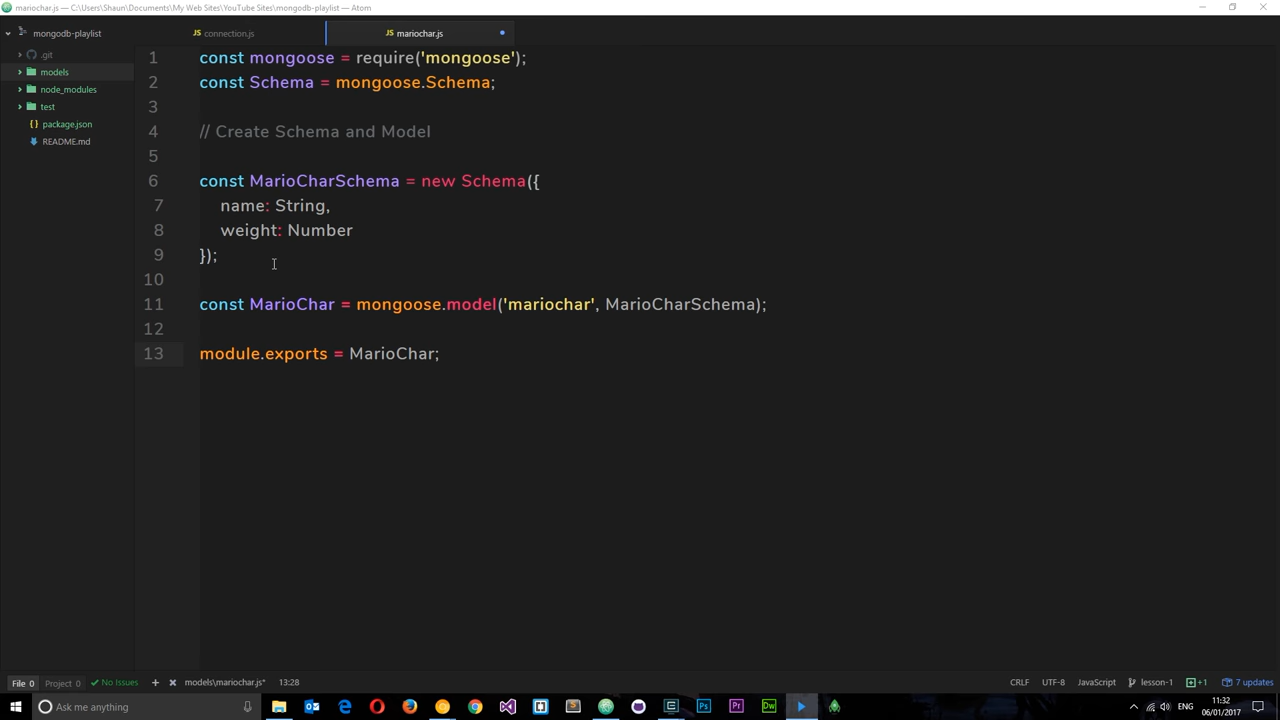 mariochar.js — C:\Users\Shaun\Documents\My Web Sites\YouTube Sites\mongodb-playlist — Atom
mongodb-playlist
connection.js
mariochar.js
.git
models
node_modules
test
package.json
README.md
1 const mongoose = require('mongoose');
2 const Schema = mongoose.Schema;
3
4 // Create Schema and Model
5
6 const MarioCharSchema = new Schema({
7 name: String,
8 weight: Number
9 });
10
11 const MarioChar = mongoose.model('mariochar', MarioCharSchema);
12
13 module.exports = MarioChar;
File 0 Project 0 No Issues + models\mariochar.js* 13:28 CRLF UTF-8 JavaScript lesson-1 +1 7 updates
Ask me anything ENG 11:32
06/01/2017